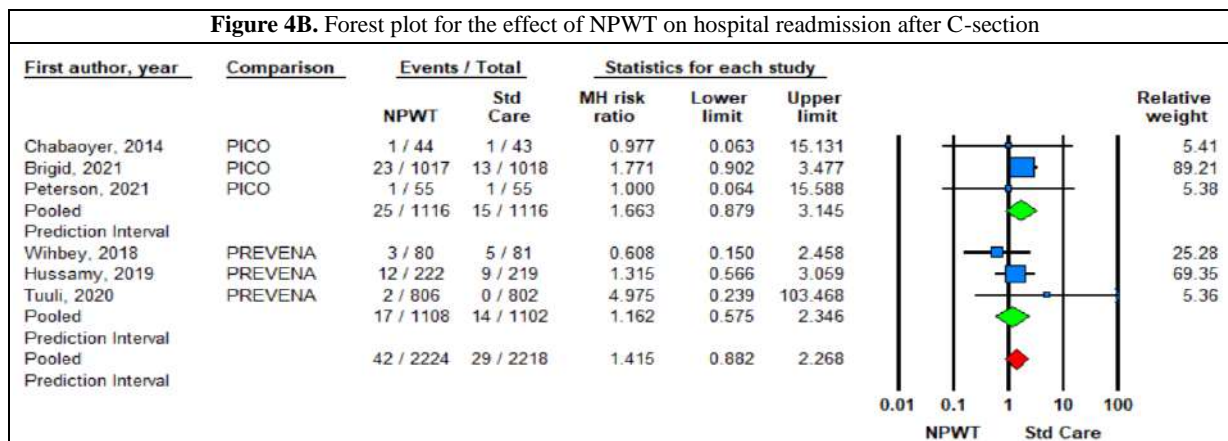 Figure 4B. Forest plot for the effect of NPWT on hospital readmission after C-section
First author, year Comparison Events / Total Statistics for each study
NPWT Std Care MH risk ratio Lower limit Upper limit Relative weight
Chabaoyer, 2014 PICO 1 / 44 1 / 43 0.977 0.063 15.131 5.41
Brigid, 2021 PICO 23 / 1017 13 / 1018 1.771 0.902 3.477 89.21
Peterson, 2021 PICO 1 / 55 1 / 55 1.000 0.064 15.588 5.38
Pooled 25 / 1116 15 / 1116 1.663 0.879 3.145
Prediction Interval
Wihbey, 2018 PREVENA 3 / 80 5 / 81 0.608 0.150 2.458 25.28
Hussamy, 2019 PREVENA 12 / 222 9 / 219 1.315 0.566 3.059 69.35
Tuuli, 2020 PREVENA 2 / 806 0 / 802 4.975 0.239 103.468 5.36
Pooled 17 / 1108 14 / 1102 1.162 0.575 2.346
Prediction Interval
Pooled 42 / 2224 29 / 2218 1.415 0.882 2.268
Prediction Interval
0.01 0.1 1 10 100
NPWT Std Care